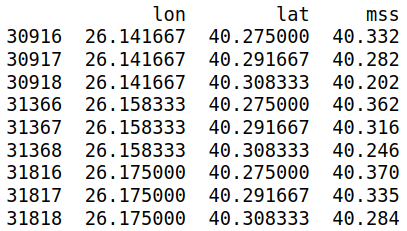 lon lat mss
30916 26.141667 40.275000 40.332
30917 26.141667 40.291667 40.282
30918 26.141667 40.308333 40.202
31366 26.158333 40.275000 40.362
31367 26.158333 40.291667 40.316
31368 26.158333 40.308333 40.246
31816 26.175000 40.275000 40.370
31817 26.175000 40.291667 40.335
31818 26.175000 40.308333 40.284